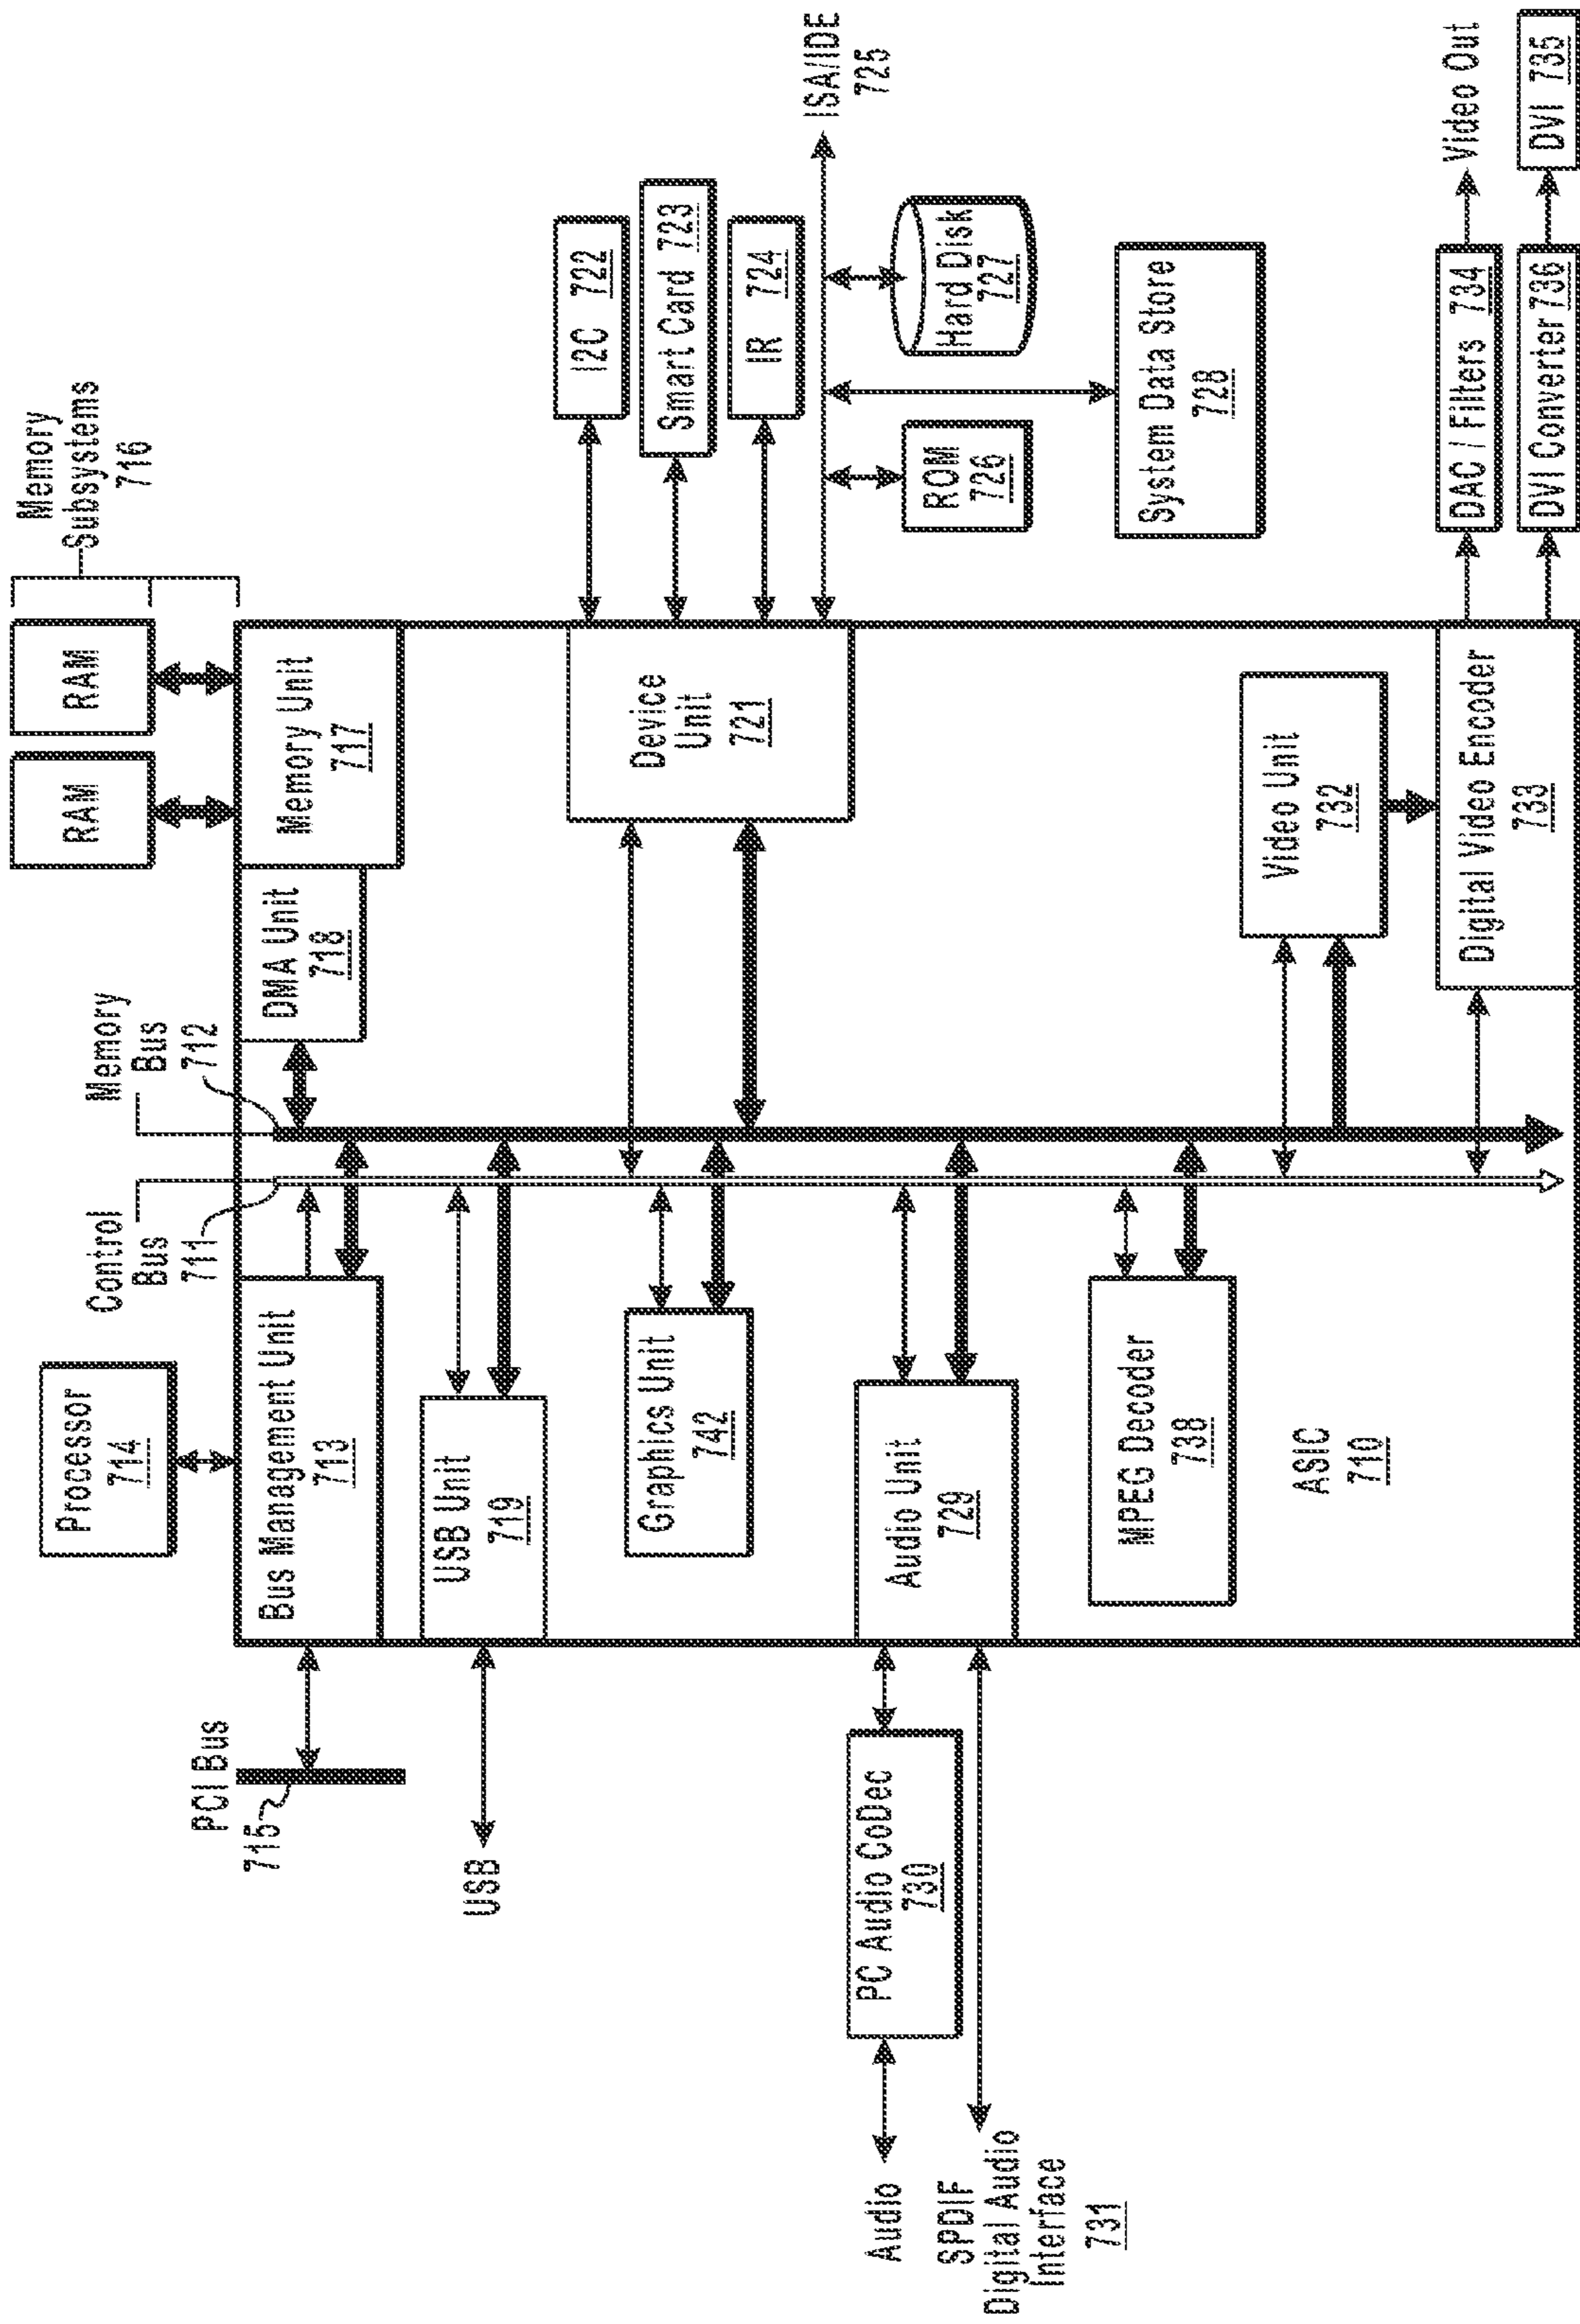 Processor
714
Control
Bus
711
Memory
Bus
712
RAM
RAM
Memory
Subsystems
716
PCI Bus
715
Bus Management Unit
713
DMA Unit
718
Memory Unit
717
USB
USB Unit
719
Graphics Unit
742
Device
Unit
721
I2C 722
Smart Card 723
IR 724
ISA/IDE
725
ROM
726
Hard Disk
727
System Data Store
728
Audio
PC Audio CoDec
730
Audio Unit
729
SPDIF
Digital Audio
Interface
731
MPEG Decoder
738
ASIC
710
Video Unit
732
Digital Video Encoder
733
DAC / Filters 734
Video Out
DVI Converter 736
DVI 735